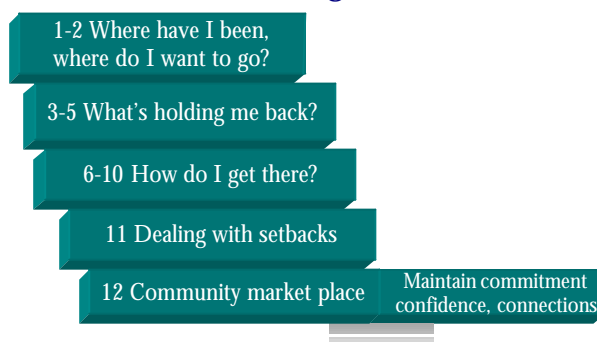 1-2 Where have I been,
where do I want to go?
3-5 What's holding me back?
6-10 How do I get there?
11 Dealing with setbacks
12 Community market place
Maintain commitment
confidence, connections